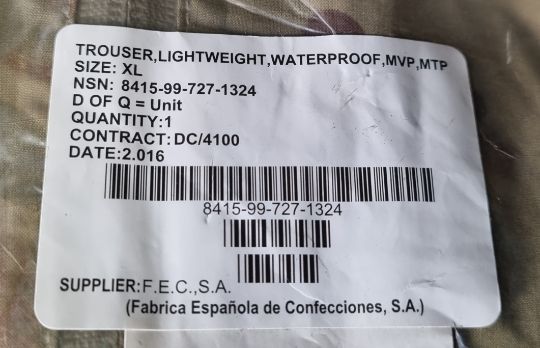 TROUSER,LIGHTWEIGHT,WATERPROOF,MVP,MTP
SIZE: XL
NSN: 8415-99-727-1324
D OF Q = Unit
QUANTITY:1
CONTRACT: DC/4100
DATE:2.016
8415-99-727-1324
SUPPLIER:F.E.C.,S.A.
(Fabrica Española de Confecciones, S.A.)